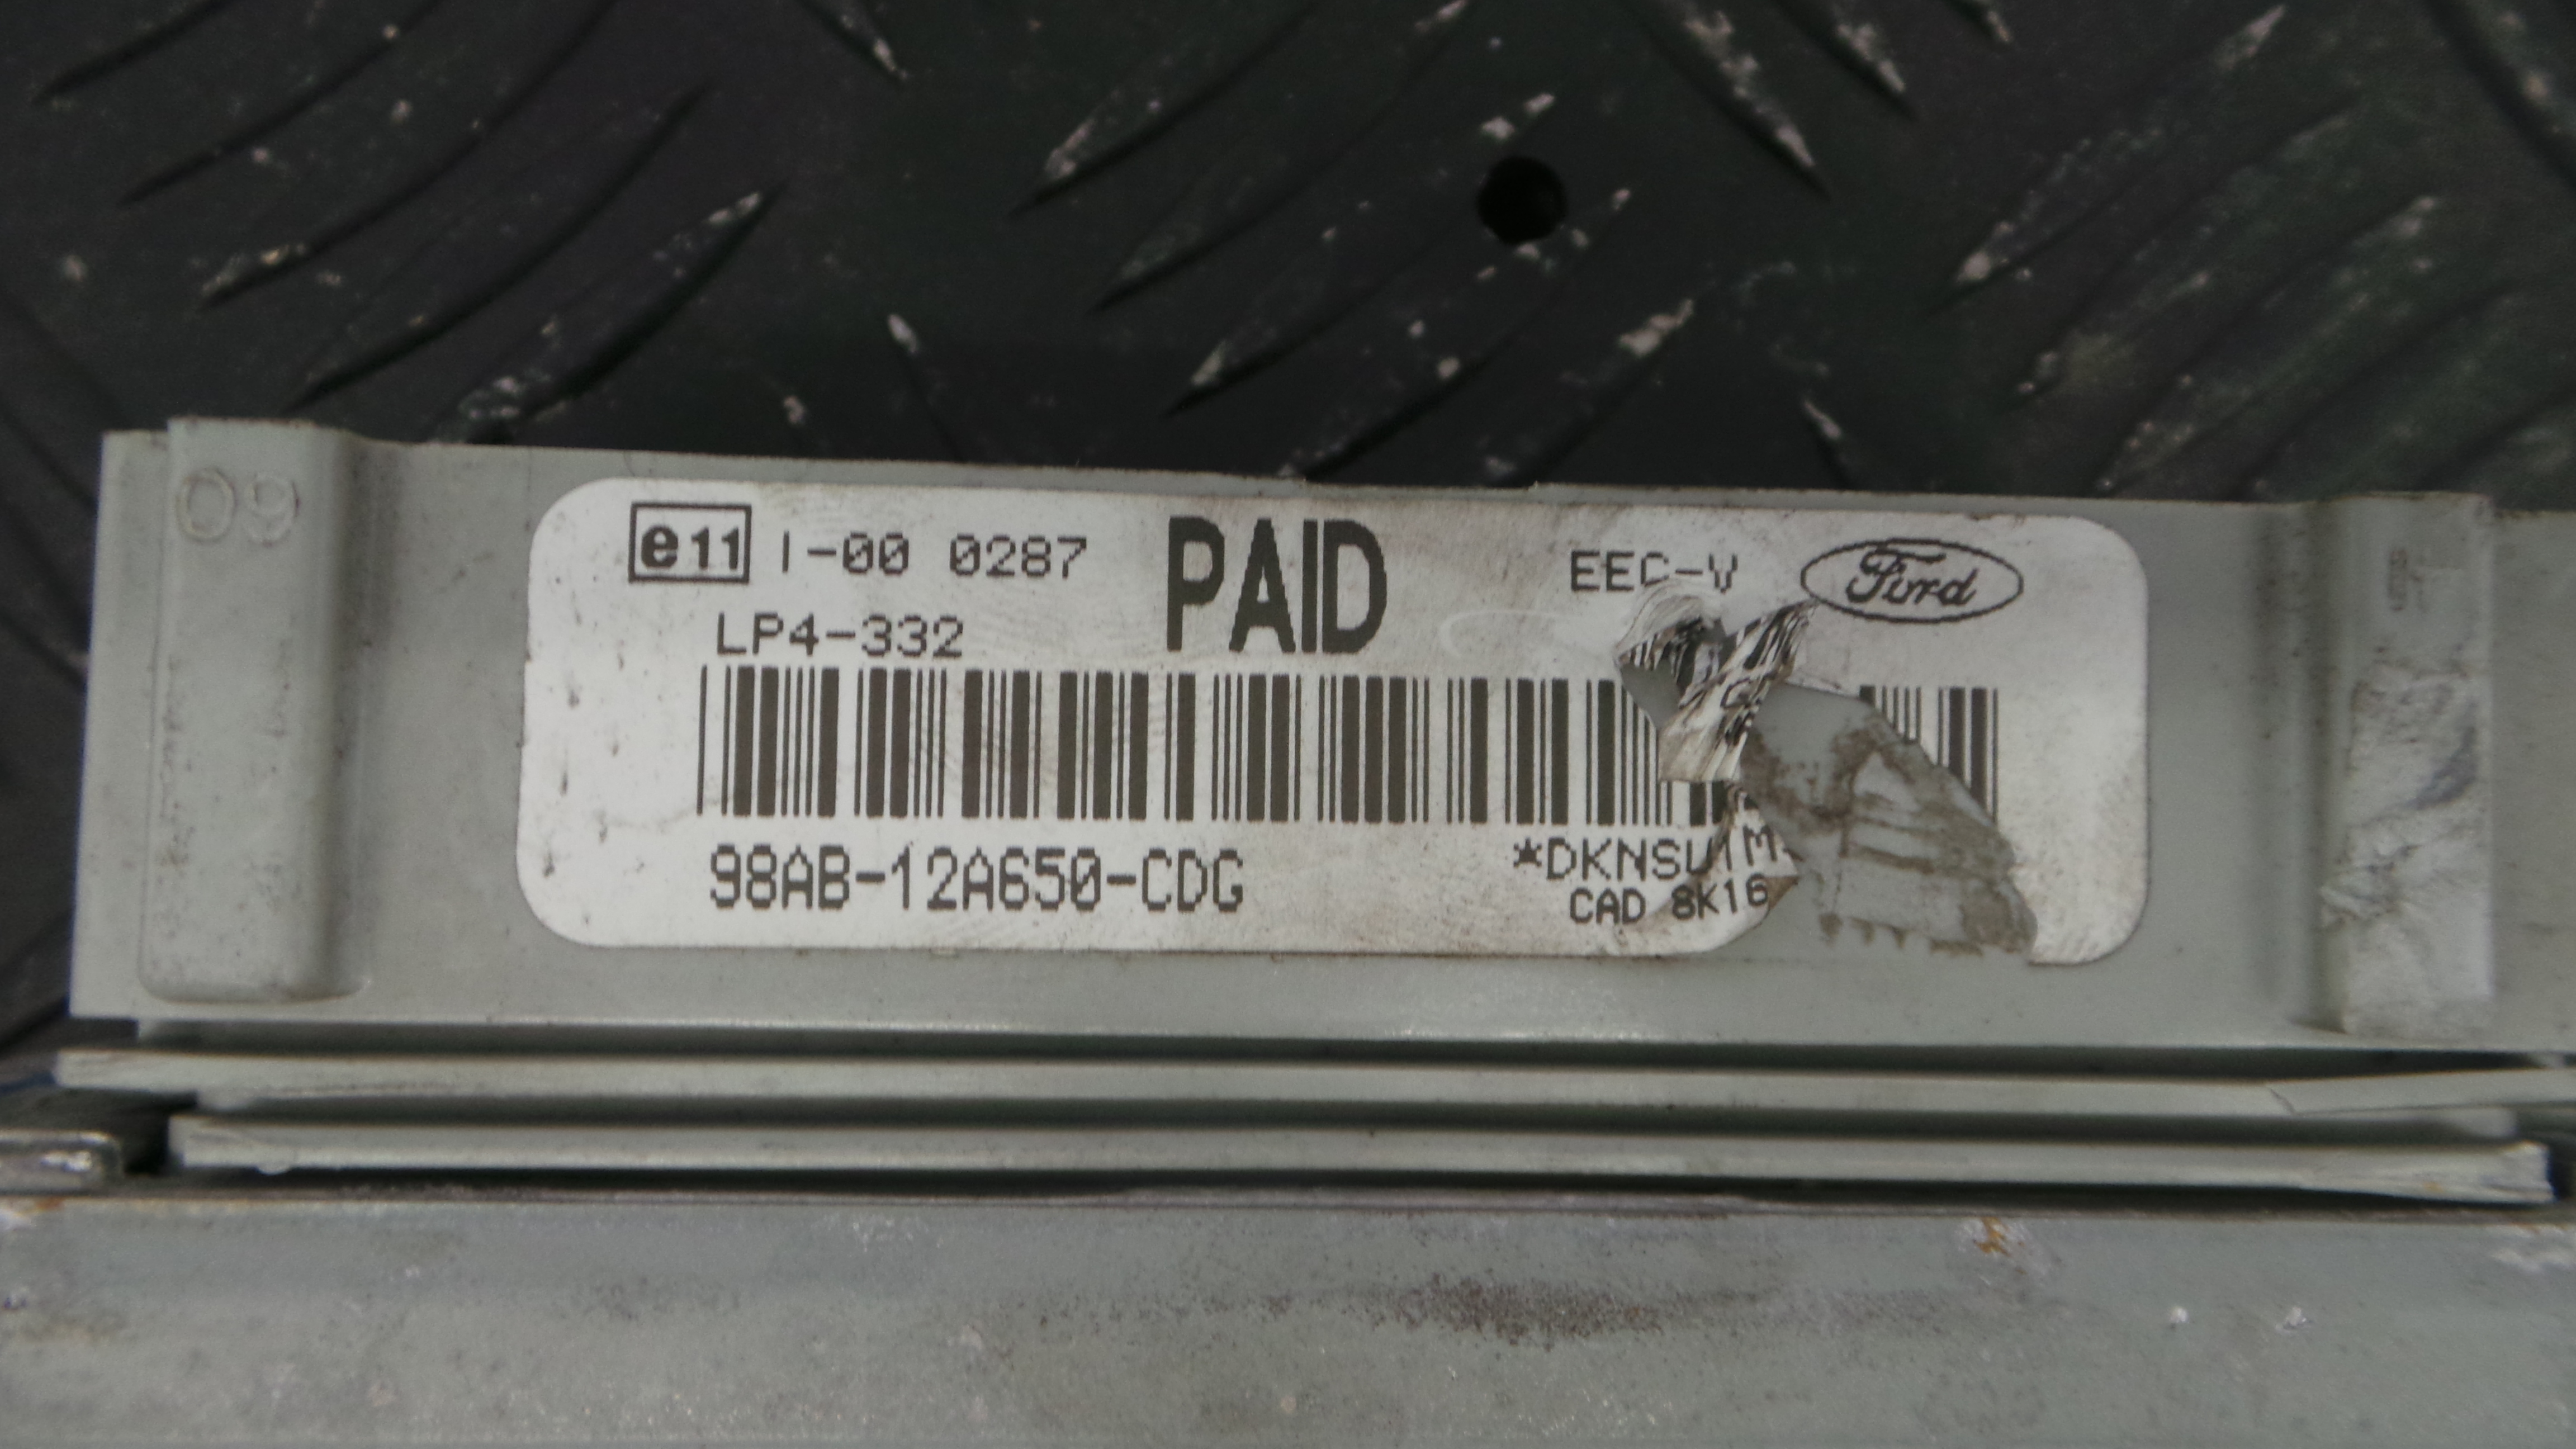 09
e11 I-00 0287 PAID EEC-V Ford
LP4-332
98AB-12A650-CDG
*DKNSU1M
CAD 8K16